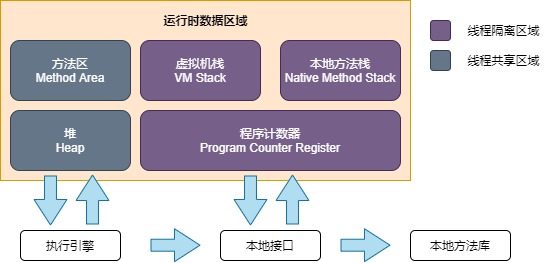 运行时数据区域
线程隔离区域
线程共享区域
方法区
Method Area
虚拟机栈
VM Stack
本地方法栈
Native Method Stack
堆
Heap
程序计数器
Program Counter Register
执行引擎
本地接口
本地方法库